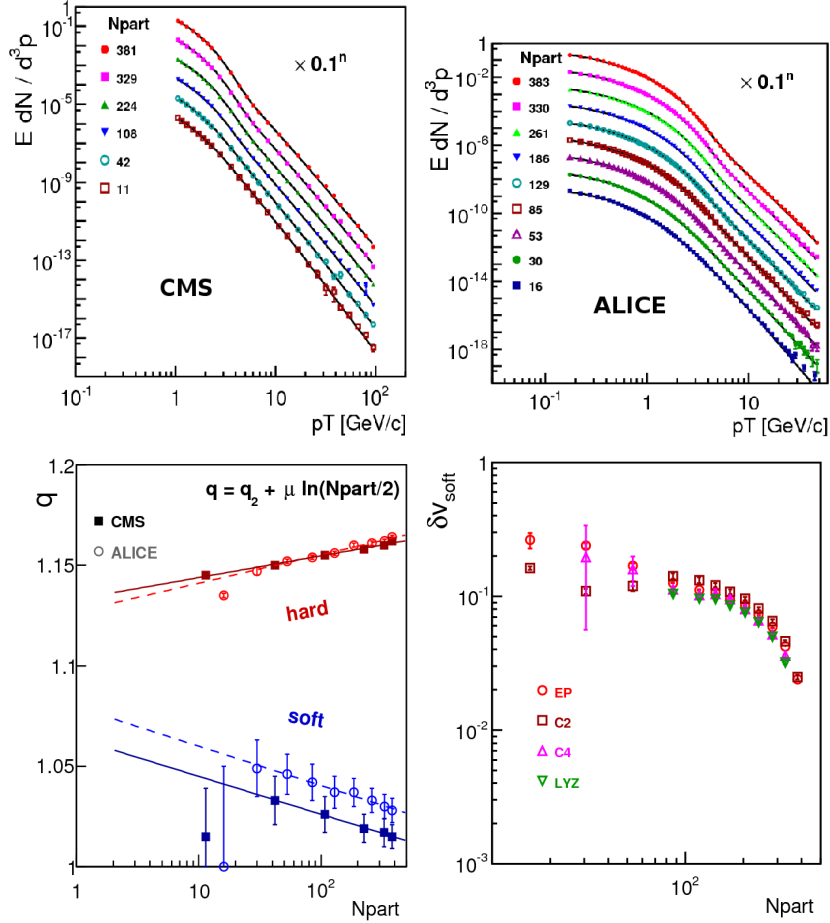 E dN / d³p
10⁻¹
10⁻⁵
10⁻⁹
10⁻¹³
10⁻¹⁷
Npart
381
329
224
108
42
11
× 0.1ⁿ
CMS
10⁻¹
1
10
10²
pT [GeV/c]
E dN / d³p
1
10⁻²
10⁻⁶
10⁻¹⁰
10⁻¹⁴
10⁻¹⁸
Npart
383
330
261
186
129
85
53
30
16
× 0.1ⁿ
ALICE
10⁻¹
1
10
pT [GeV/c]
q
1.2
1.15
1.1
1.05
1
q = q₂ + μ ln(Npart/2)
CMS
ALICE
hard
soft
1
10
10²
Npart
δv_soft
1
10⁻¹
10⁻²
10⁻³
EP
C2
C4
LYZ
10²
Npart